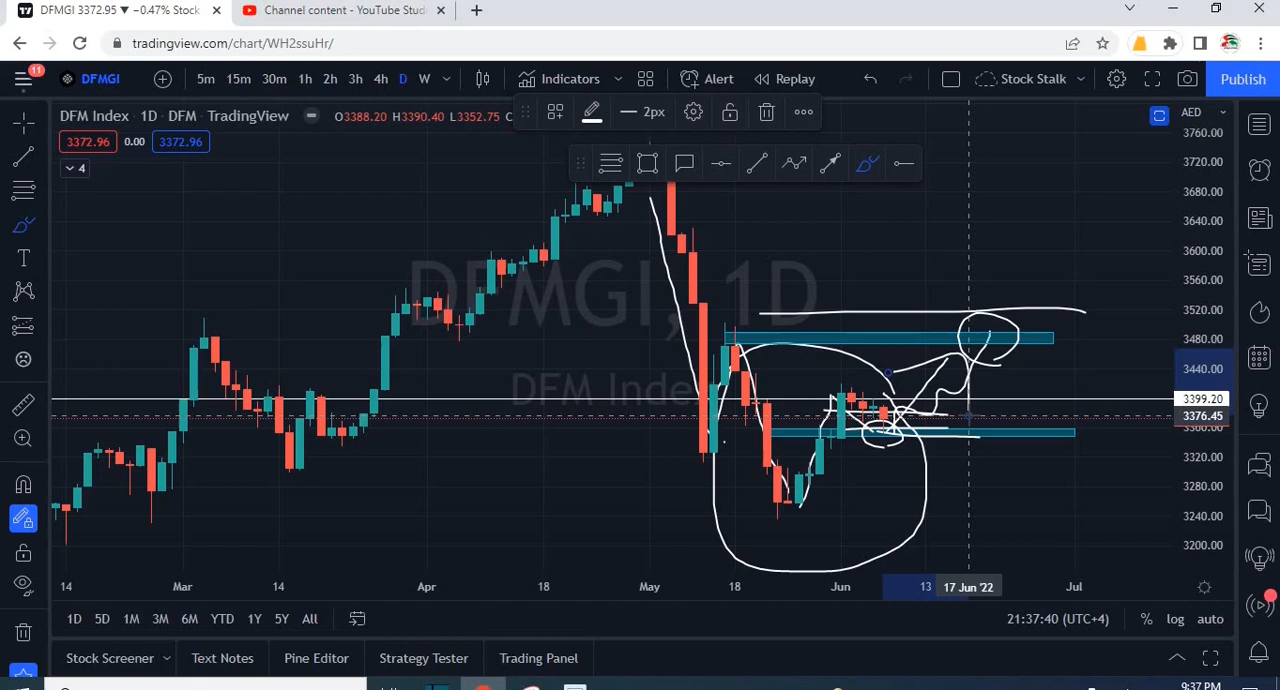 DFMGI 3372.95 ▼ −0.47% Stock
Channel content - YouTube Stud
tradingview.com/chart/WH2ssuHr/
11
DFMGI
5m 15m 30m 1h 2h 3h 4h D W
Indicators
Alert
Replay
Stock Stalk
Publish
DFM Index · 1D · DFM · TradingView
O3388.20 H3390.40 L3352.75 C
2px
AED
3372.96 0.00 3372.96
4
3760.00
3720.00
3680.00
3640.00
3600.00
3560.00
3520.00
3480.00
3440.00
3399.20
3376.45
3360.00
3320.00
3280.00
3240.00
3200.00
DFMGI, 1D
DFM Index
14 Mar 14 Apr 18 May 18 Jun 13 17 Jun '22 Jul
1D 5D 1M 3M 6M YTD 1Y 5Y All
21:37:40 (UTC+4)
% log auto
Stock Screener
Text Notes
Pine Editor
Strategy Tester
Trading Panel
9:37 PM